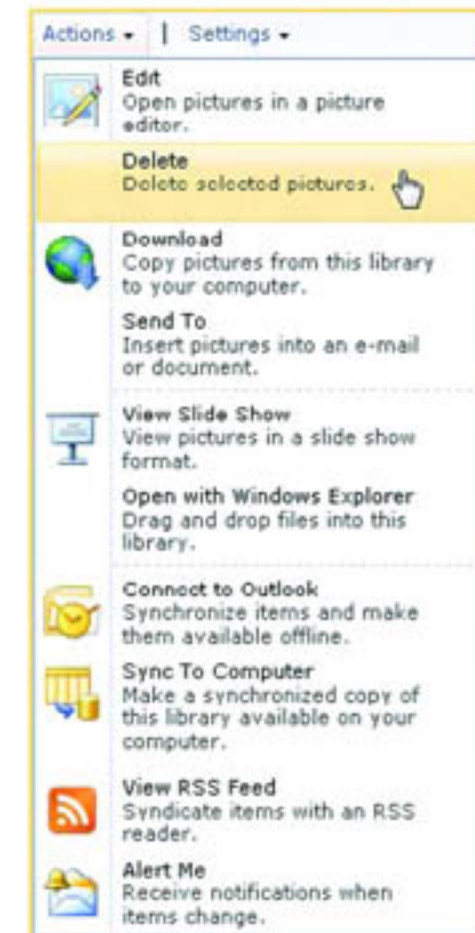 Actions | Settings
Edit
Open pictures in a picture
editor.
Delete
Delete selected pictures.
Download
Copy pictures from this library
to your computer.
Send To
Insert pictures into an e-mail
or document.
View Slide Show
View pictures in a slide show
format.
Open with Windows Explorer
Drag and drop files into this
library.
Connect to Outlook
Synchronize items and make
them available offline.
Sync To Computer
Make a synchronized copy of
this library available on your
computer.
View RSS Feed
Syndicate items with an RSS
reader.
Alert Me
Receive notifications when
items change.